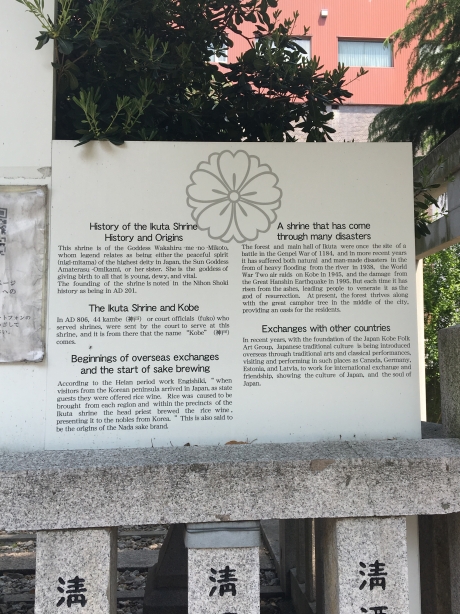 History of the Ikuta Shrine
History and Origins
This shrine is of the Goddess Wakahiru-me-no-Mikoto,
whom legend relates as being either the peaceful spirit
(nigi-mitama) of the highest deity in Japan, the Sun Goddess
Amaterasu-Omikami, or her sister. She is the goddess of
giving birth to all that is young, dewy, and vital.
The founding of the shrine is noted in the Nihon Shoki
history as being in AD 201.
The Ikuta Shrine and Kobe
In AD 806, 44 kambe (神戸) or court officials (fuko) who
served shrines, were sent by the court to serve at this
shrine, and it is from there that the name "Kobe" (神戸)
comes.
Beginnings of overseas exchanges
and the start of sake brewing
According to the Heian period work Engishiki, "when
visitors from the Korean peninsula arrived in Japan, as state
guests they were offered rice wine. Rice was caused to be
brought from each region and within the precincts of the
Ikuta shrine the head priest brewed the rice wine,
presenting it to the nobles from Korea." This is also said to
be the origins of the Nada sake brand.
A shrine that has come
through many disasters
The forest and main hall of Ikuta were once the site of a
battle in the Genpei War of 1184, and in more recent years
it has suffered both natural and man-made disasters in the
from of heavy flooding from the river in 1938, the World
War Two air raids on Kobe in 1945, and the damage from
the Great Hanshin Earthquake in 1995. But each time it has
risen from the ashes, leading people to venerate it as the
god of resurrection. At present, the forest thrives along
with the great camphor tree in the middle of the city,
providing an oasis for the residents.
Exchanges with other countries
In recent years, with the foundation of the Japan Kobe Folk
Art Group, Japanese traditional culture is being introduced
overseas through traditional arts and classical performances,
visiting and performing in such places as Canada, Germany,
Estonia, and Latvia, to work for international exchange and
friendship, showing the culture of Japan, and the soul of
Japan.
清
清
清酒